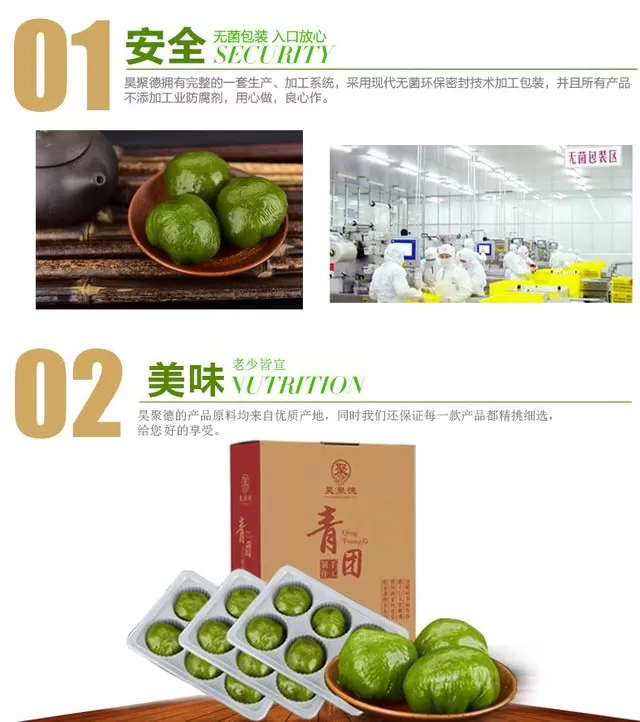 01
安全
无菌包装 入口放心
SECURITY
昊聚德拥有完整的一套生产、加工系统，采用现代无菌环保密封技术加工包装，并且所有产品
不添加工业防腐剂，用心做，良心作。
无菌包装区
02
美味
老少皆宜
NUTRITION
昊聚德的产品原料均来自优质产地，同时我们还保证每一款产品都精挑细选，
给您好的享受。
聚
昊聚德
青团
Qing
Tuan
青团